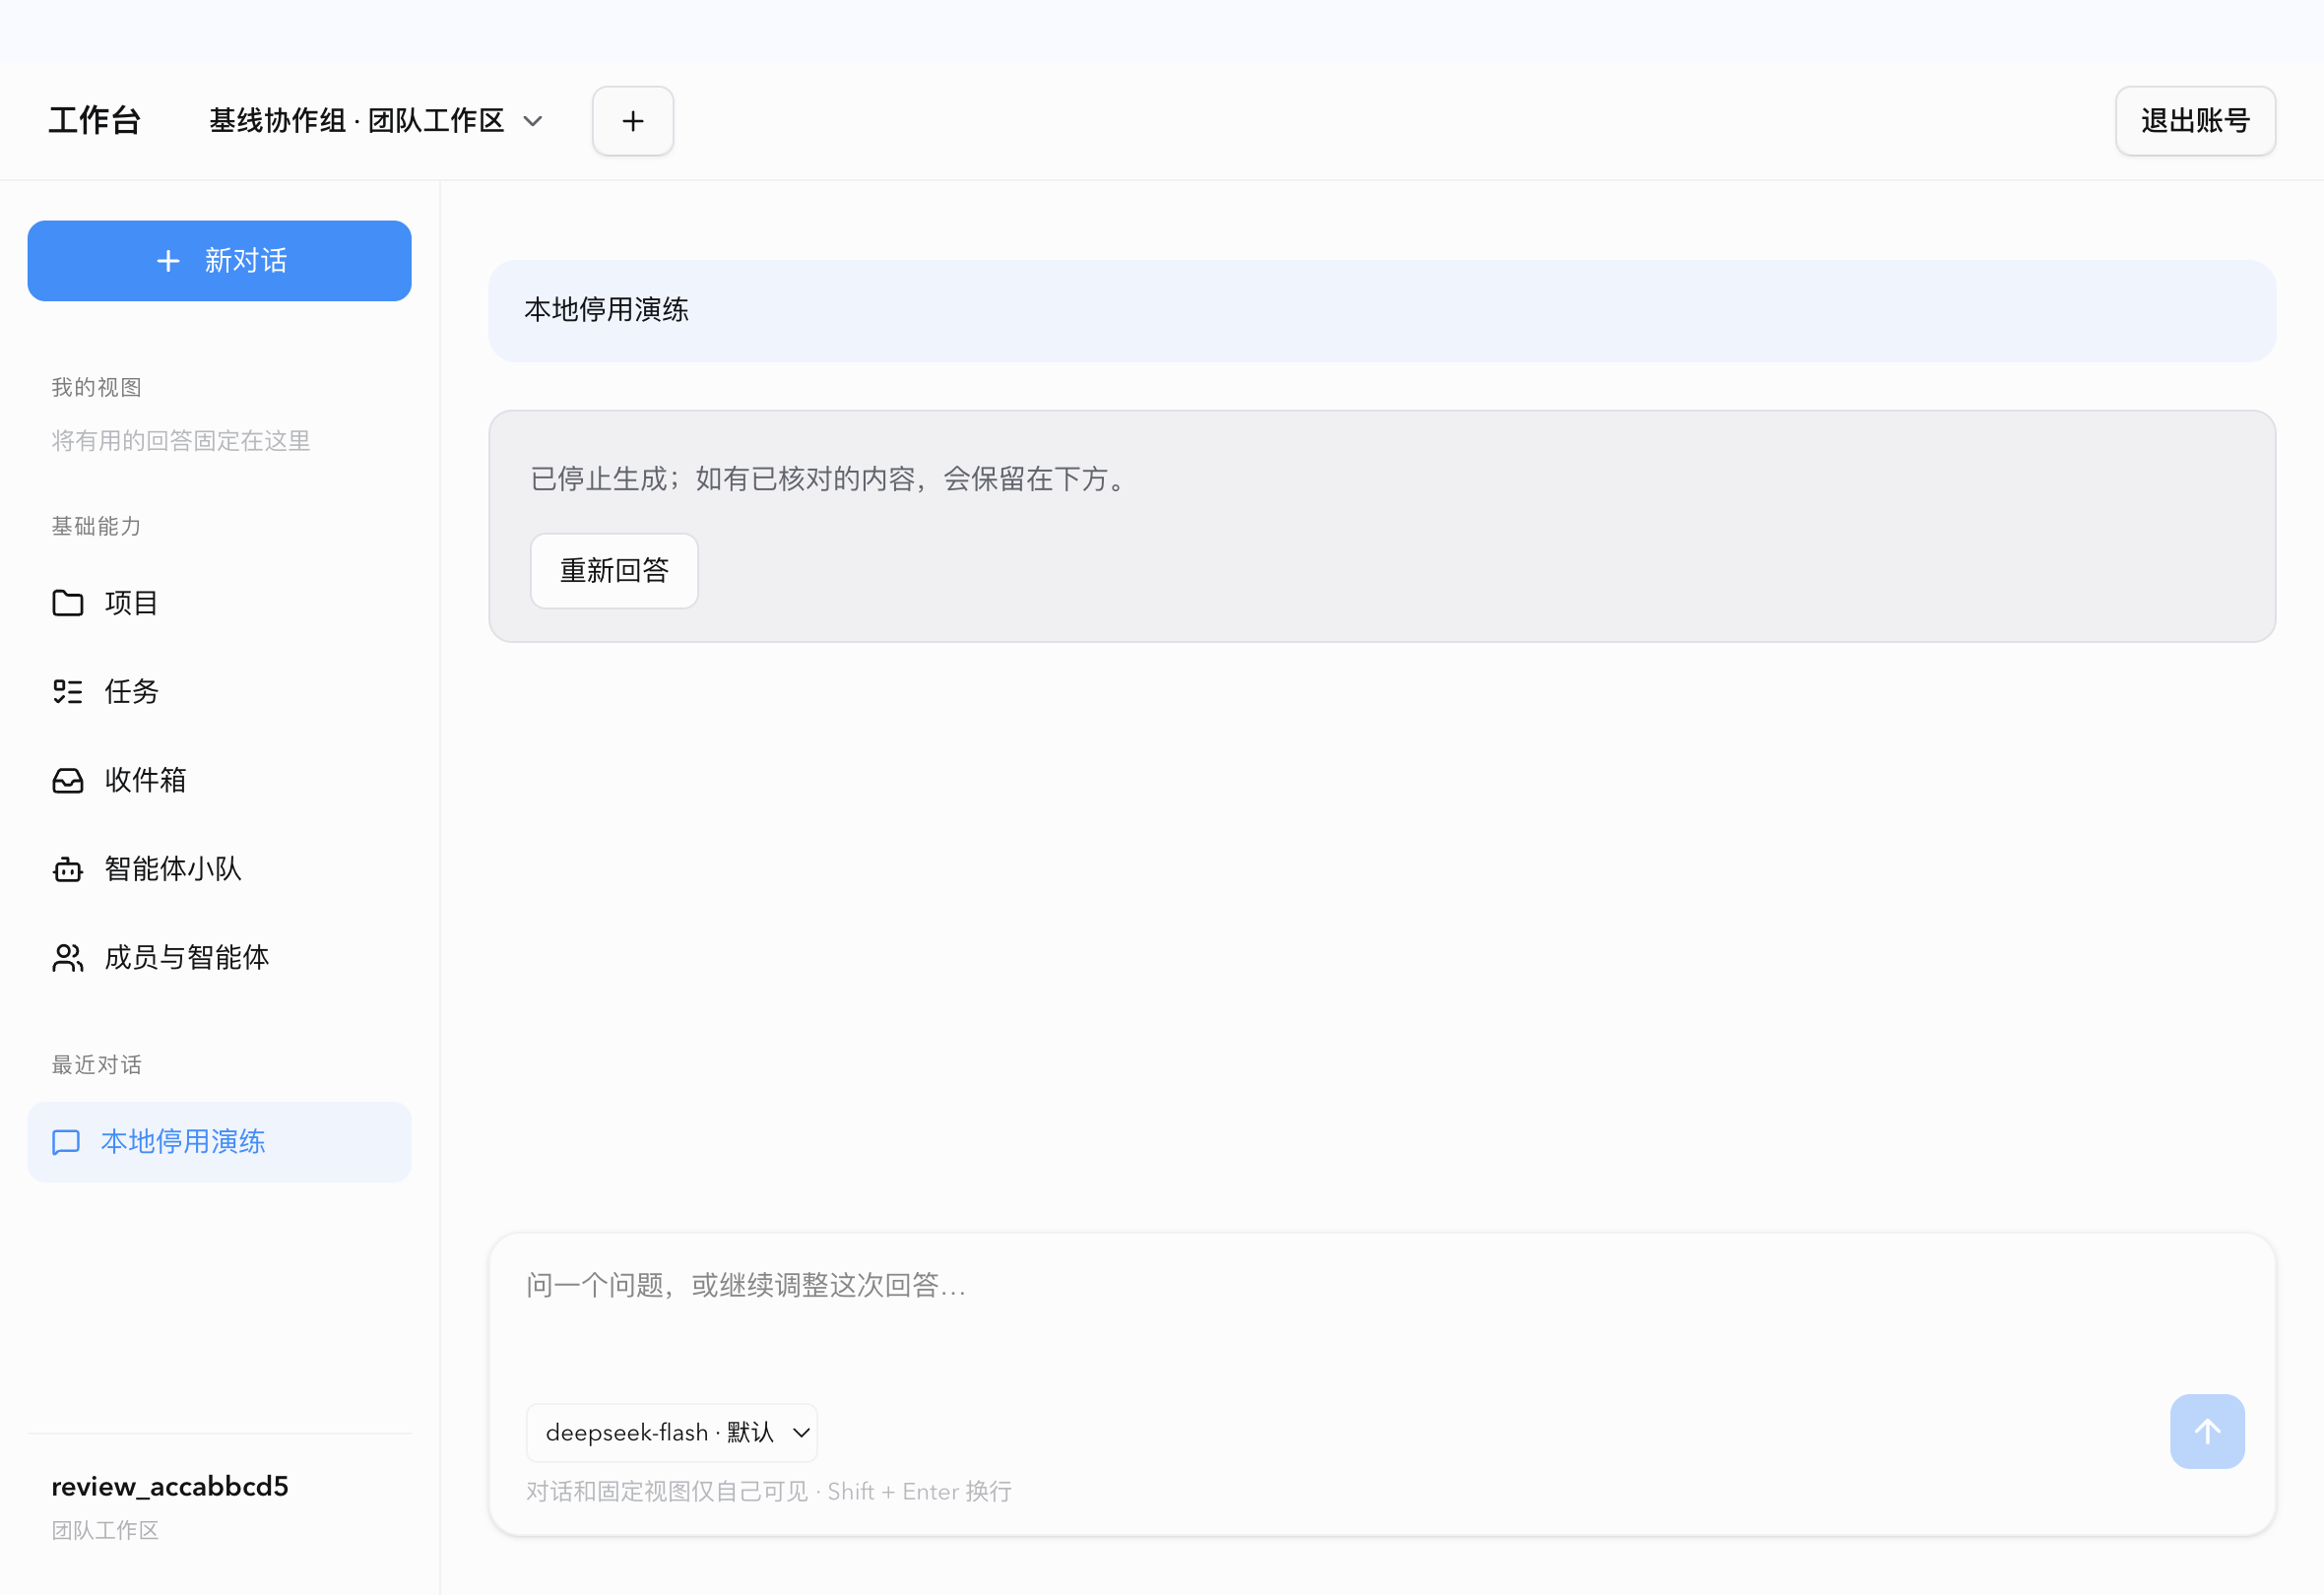 工作台
基线协作组 · 团队工作区
退出账号
新对话
我的视图
将有用的回答固定在这里
基础能力
项目
任务
收件箱
智能体小队
成员与智能体
最近对话
本地停用演练
review_accabbcd5
团队工作区
本地停用演练
已停止生成；如有已核对的内容，会保留在下方。
重新回答
问一个问题，或继续调整这次回答…
deepseek-flash · 默认
对话和固定视图仅自己可见 · Shift + Enter 换行